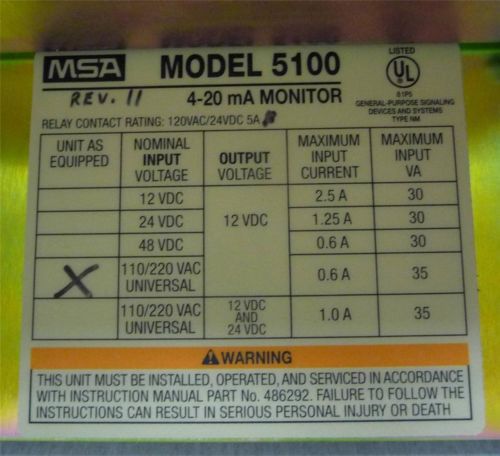 MSA MODEL 5100
REV. 11 4-20 mA MONITOR
LISTED
UL
81P5
GENERAL-PURPOSE SIGNALING
DEVICES AND SYSTEMS
TYPE NM
RELAY CONTACT RATING: 120VAC/24VDC 5A
UNIT AS EQUIPPED NOMINAL INPUT VOLTAGE OUTPUT VOLTAGE MAXIMUM INPUT CURRENT MAXIMUM INPUT VA
12 VDC 12 VDC 2.5 A 30
24 VDC 1.25 A 30
48 VDC 0.6 A 30
X 110/220 VAC UNIVERSAL 0.6 A 35
110/220 VAC UNIVERSAL 12 VDC AND 24 VDC 1.0 A 35
WARNING
THIS UNIT MUST BE INSTALLED, OPERATED, AND SERVICED IN ACCORDANCE
WITH INSTRUCTION MANUAL PART No. 486292. FAILURE TO FOLLOW THE
INSTRUCTIONS CAN RESULT IN SERIOUS PERSONAL INJURY OR DEATH